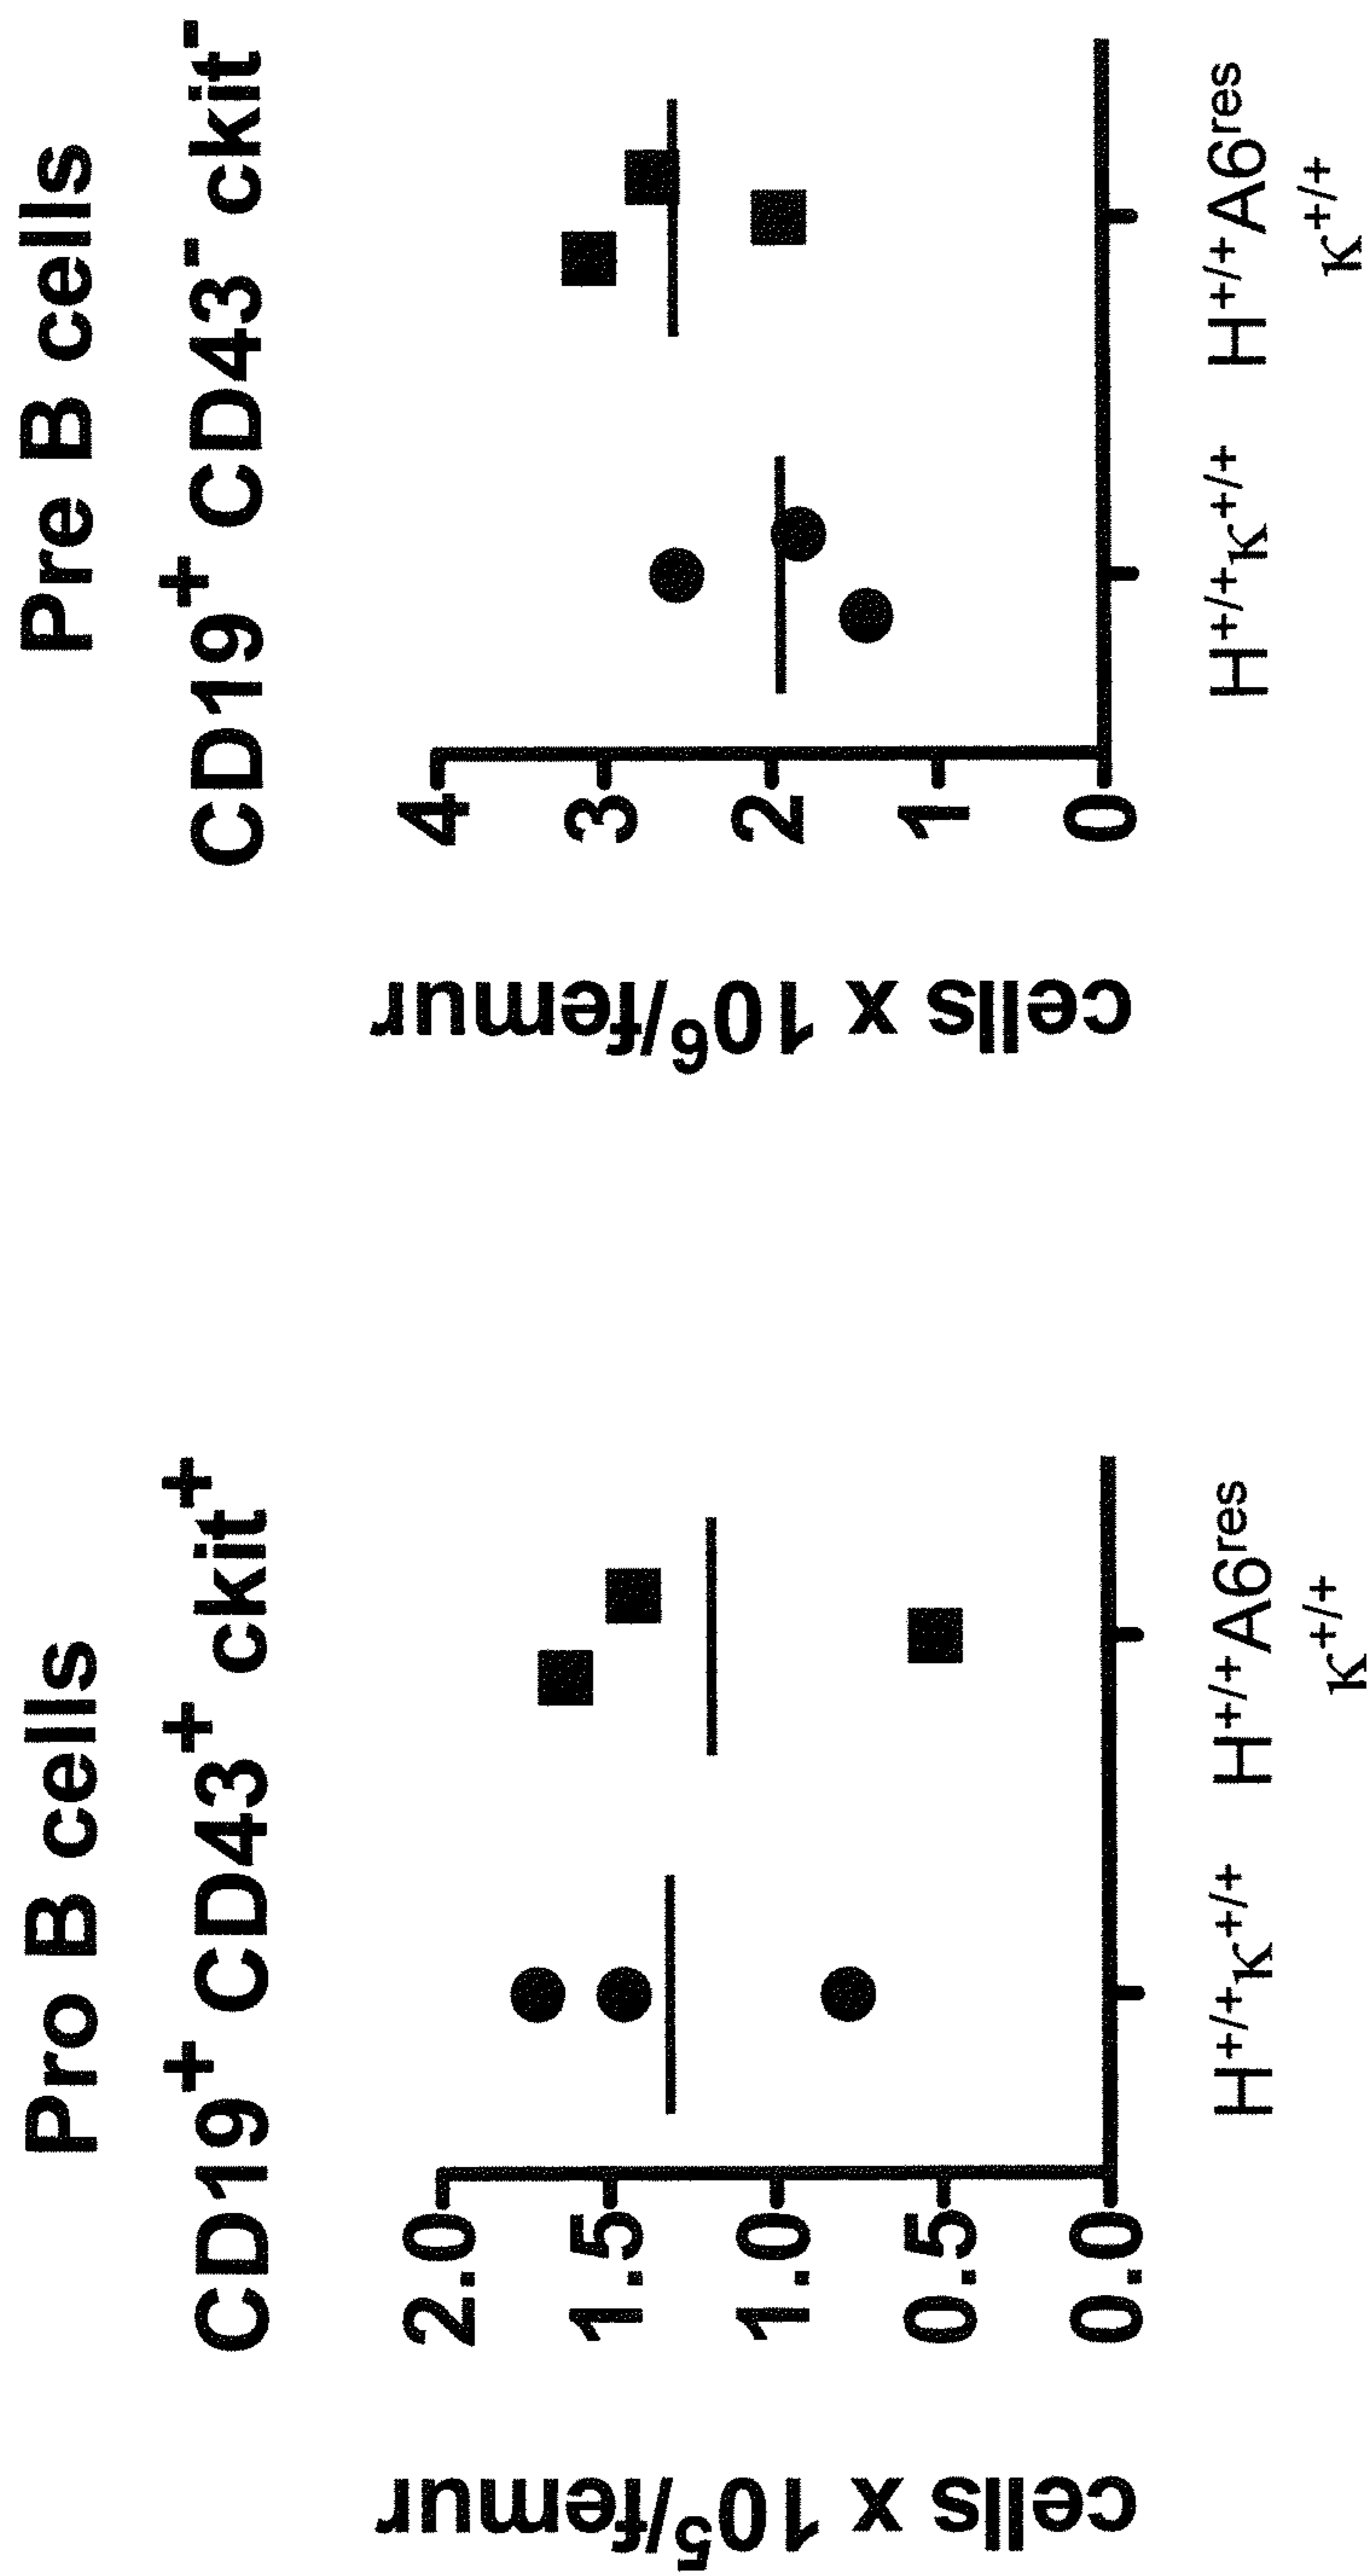 Pro B cells
CD19⁺ CD43⁺ ckit⁺
cells x 10⁵/femur
2.0
1.5
1.0
0.5
0.0
H⁺/⁺κ⁺/⁺ H⁺/⁺A6ʳᵉˢ
κ⁺/⁺
Pre B cells
CD19⁺ CD43⁻ ckit⁻
cells x 10⁶/femur
4
3
2
1
0
H⁺/⁺κ⁺/⁺ H⁺/⁺A6ʳᵉˢ
κ⁺/⁺